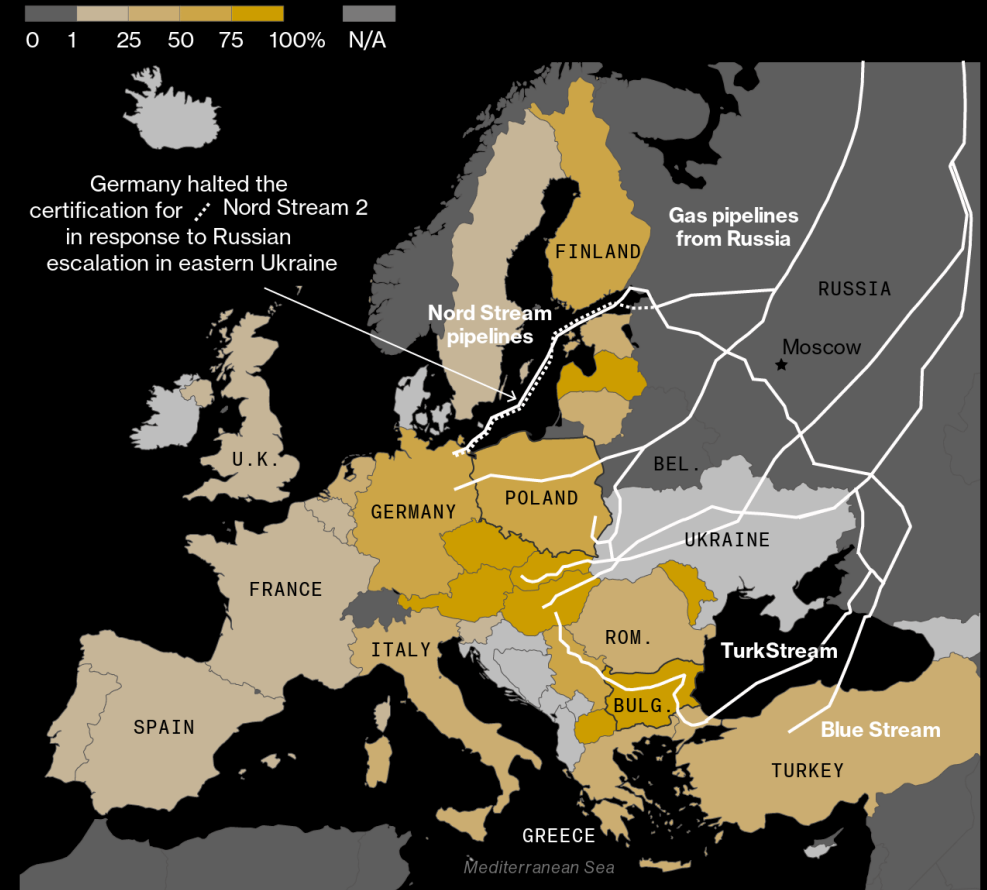 0 1 25 50 75 100% N/A
Germany halted the
certification for Nord Stream 2
in response to Russian
escalation in eastern Ukraine
Gas pipelines
from Russia
FINLAND
RUSSIA
Nord Stream
pipelines
Moscow
U.K.
BEL.
POLAND
GERMANY
UKRAINE
FRANCE
ROM.
ITALY
TurkStream
BULG.
SPAIN
Blue Stream
TURKEY
GREECE
Mediterranean Sea